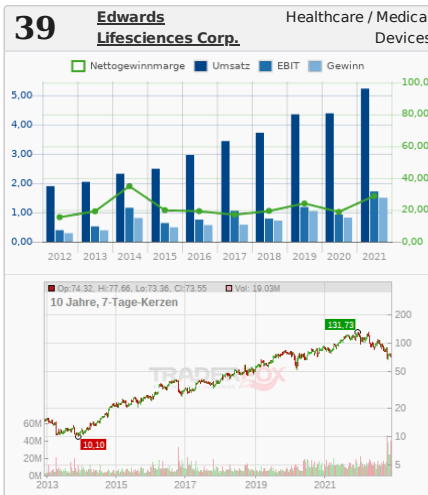 39
Edwards
Lifesciences Corp.
Healthcare / Medica
Devices
Nettogewinnmarge Umsatz EBIT Gewinn
5,00
4,00
3,00
2,00
1,00
0,00
100,0
80,00
60,00
40,00
20,00
0,00
2012 2013 2014 2015 2016 2017 2018 2019 2020 2021
Op:74.32, Hi:77.66, Lo:73.36, Cl:73.55 Vol: 19.03M
10 Jahre, 7-Tage-Kerzen
131,73
TRADERFOX
10,10
200
100
50
20
10
5
60M
40M
20M
0M
2013 2015 2017 2019 2021